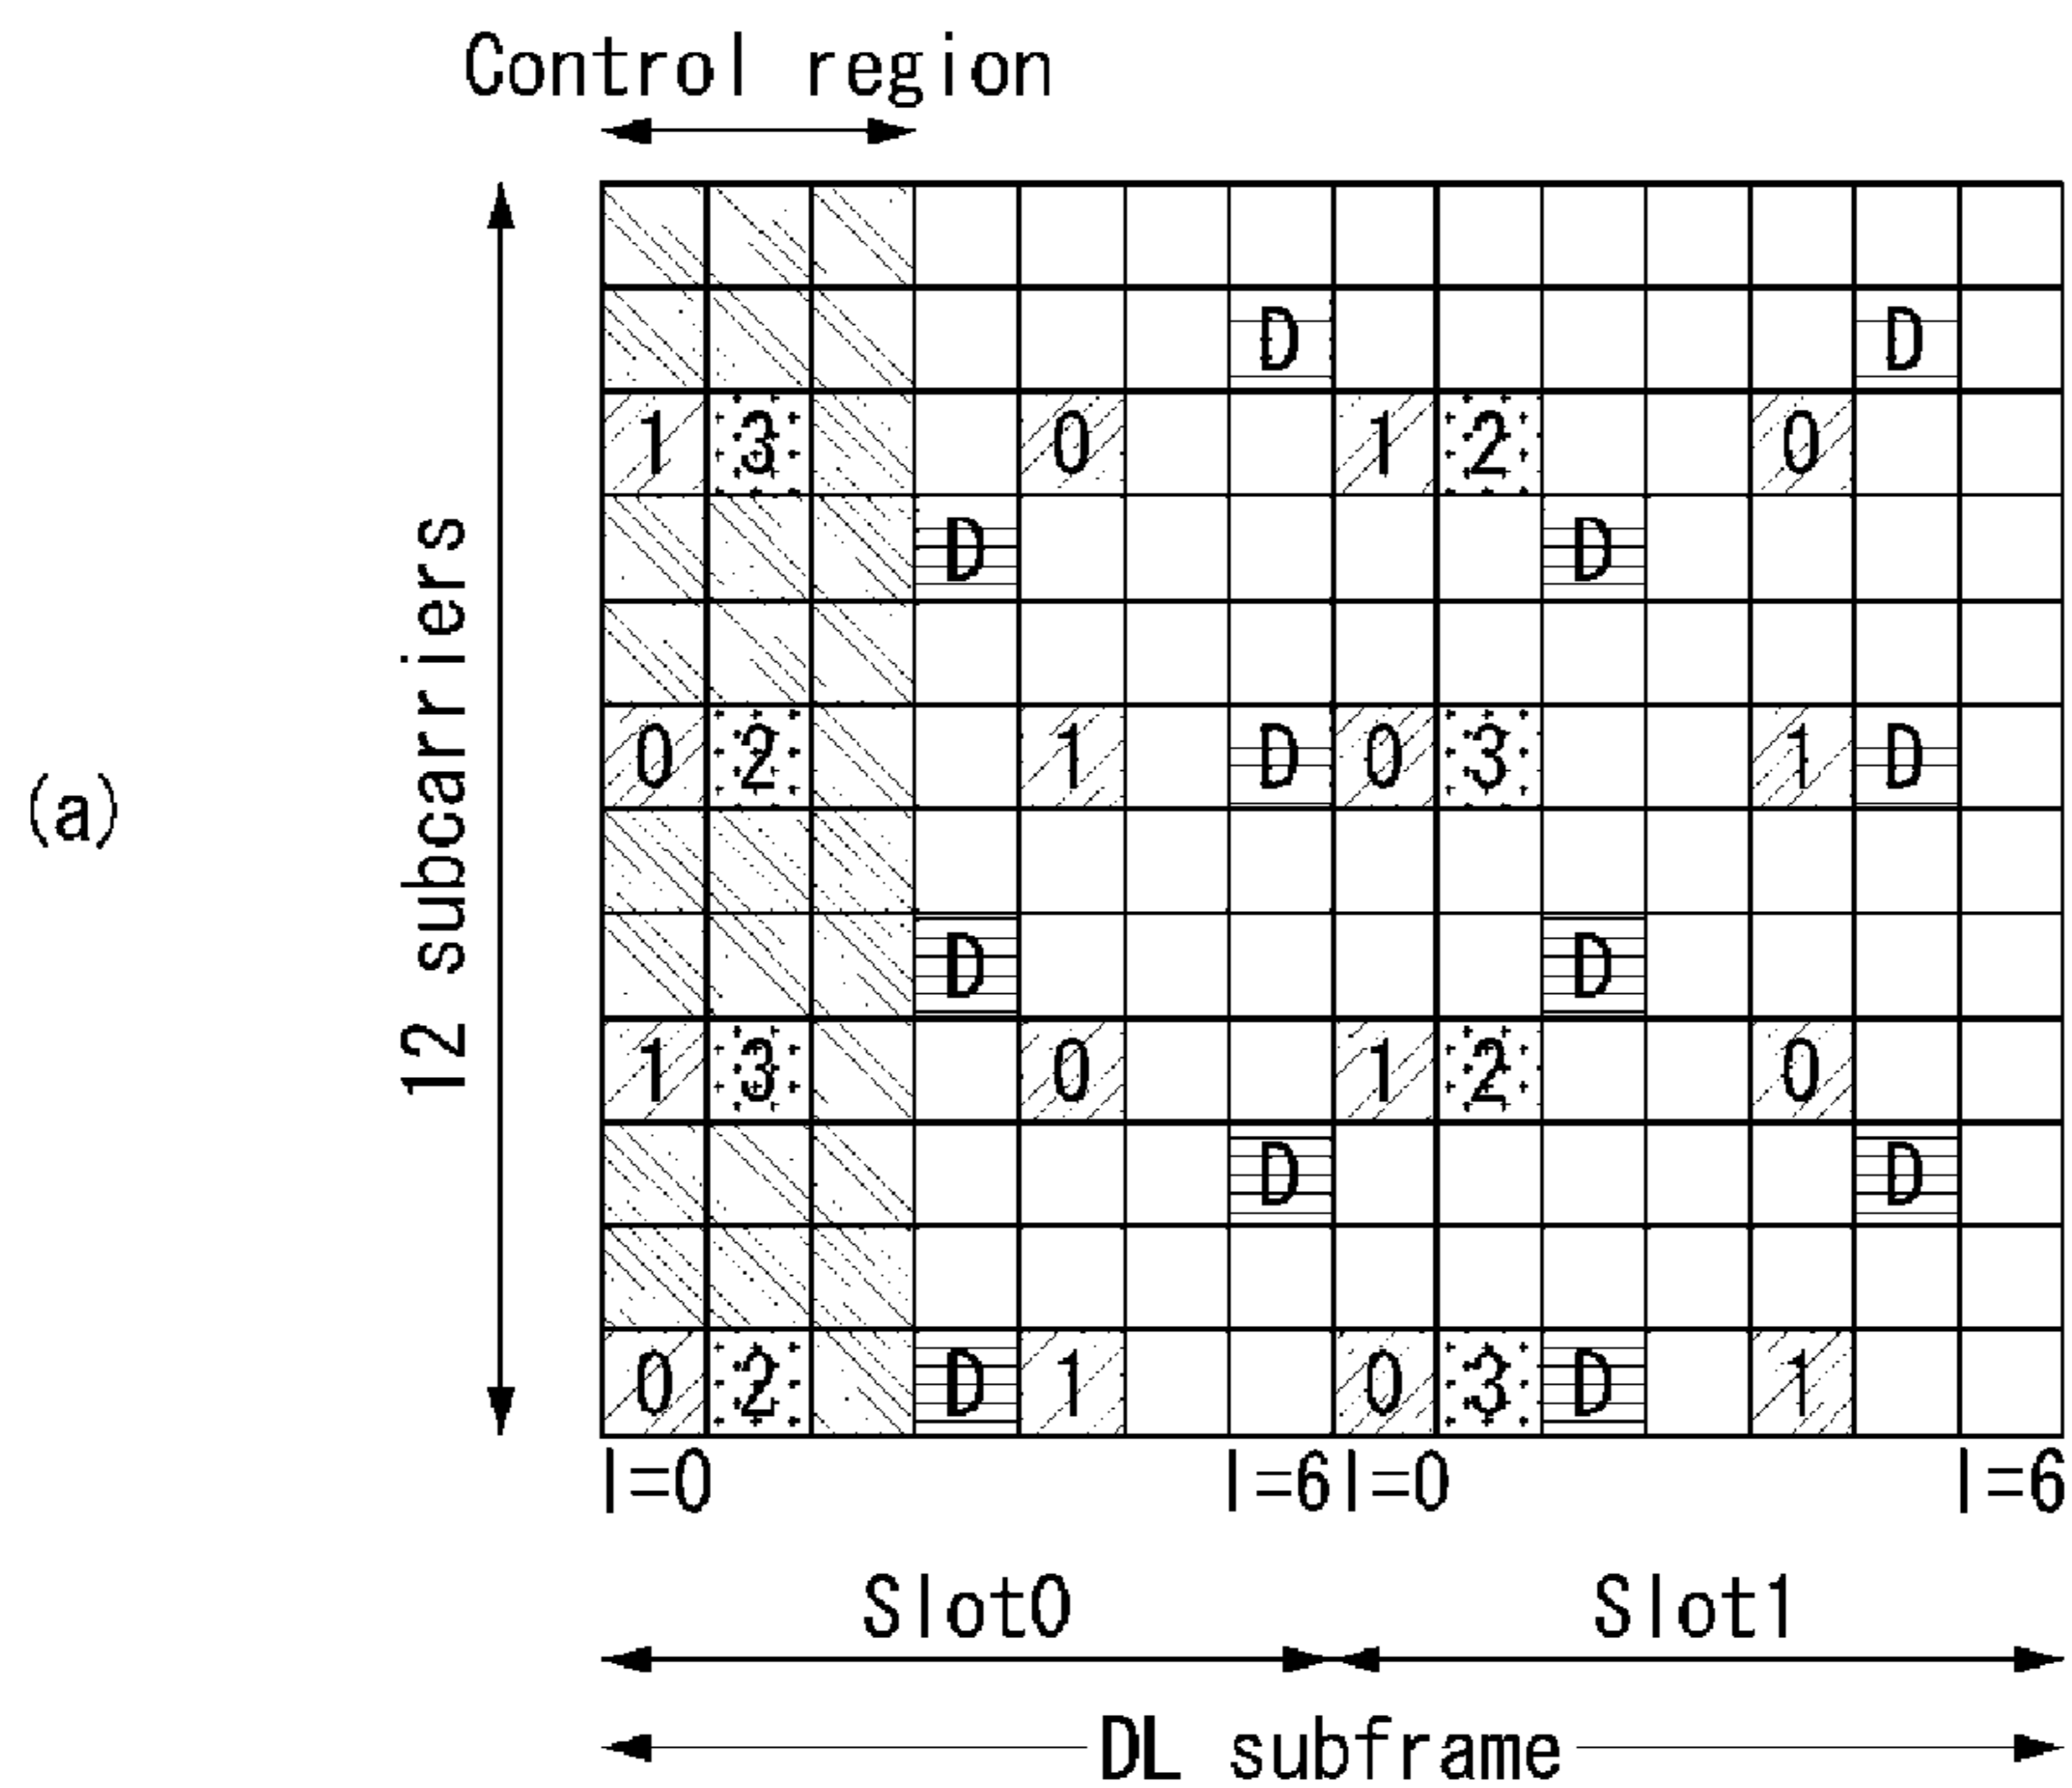 Control region
12 subcarriers
(a)
D D
1 3 0 1 2 0
D D
0 2 1 D 0 3 1 D
D D
1 3 0 1 2 0
D D
0 2 D 1 0 3 D 1
l=0 l=6 l=0 l=6
Slot0 Slot1
DL subframe